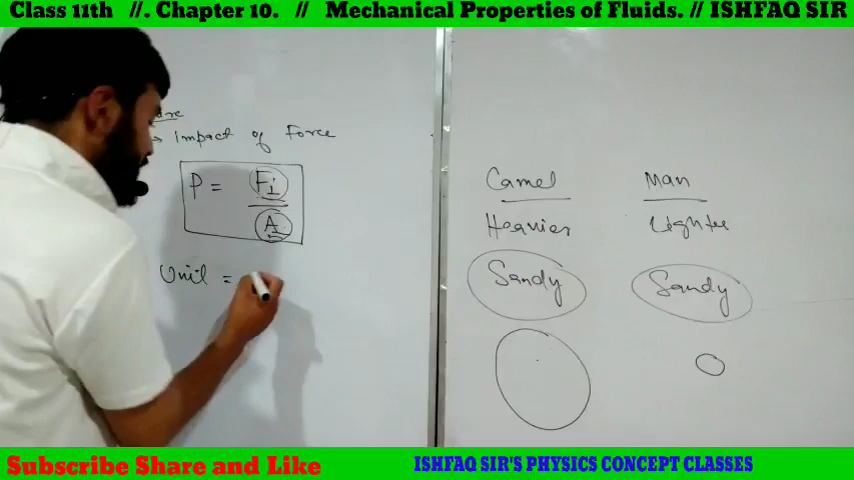 Class 11th //. Chapter 10. // Mechanical Properties of Fluids. // ISHFAQ SIR
→ Impact of Force
P = F⊥
A
Unit =
Camel Man
Heavier Lighter
Sandy Sandy
Subscribe Share and Like
ISHFAQ SIR'S PHYSICS CONCEPT CLASSES